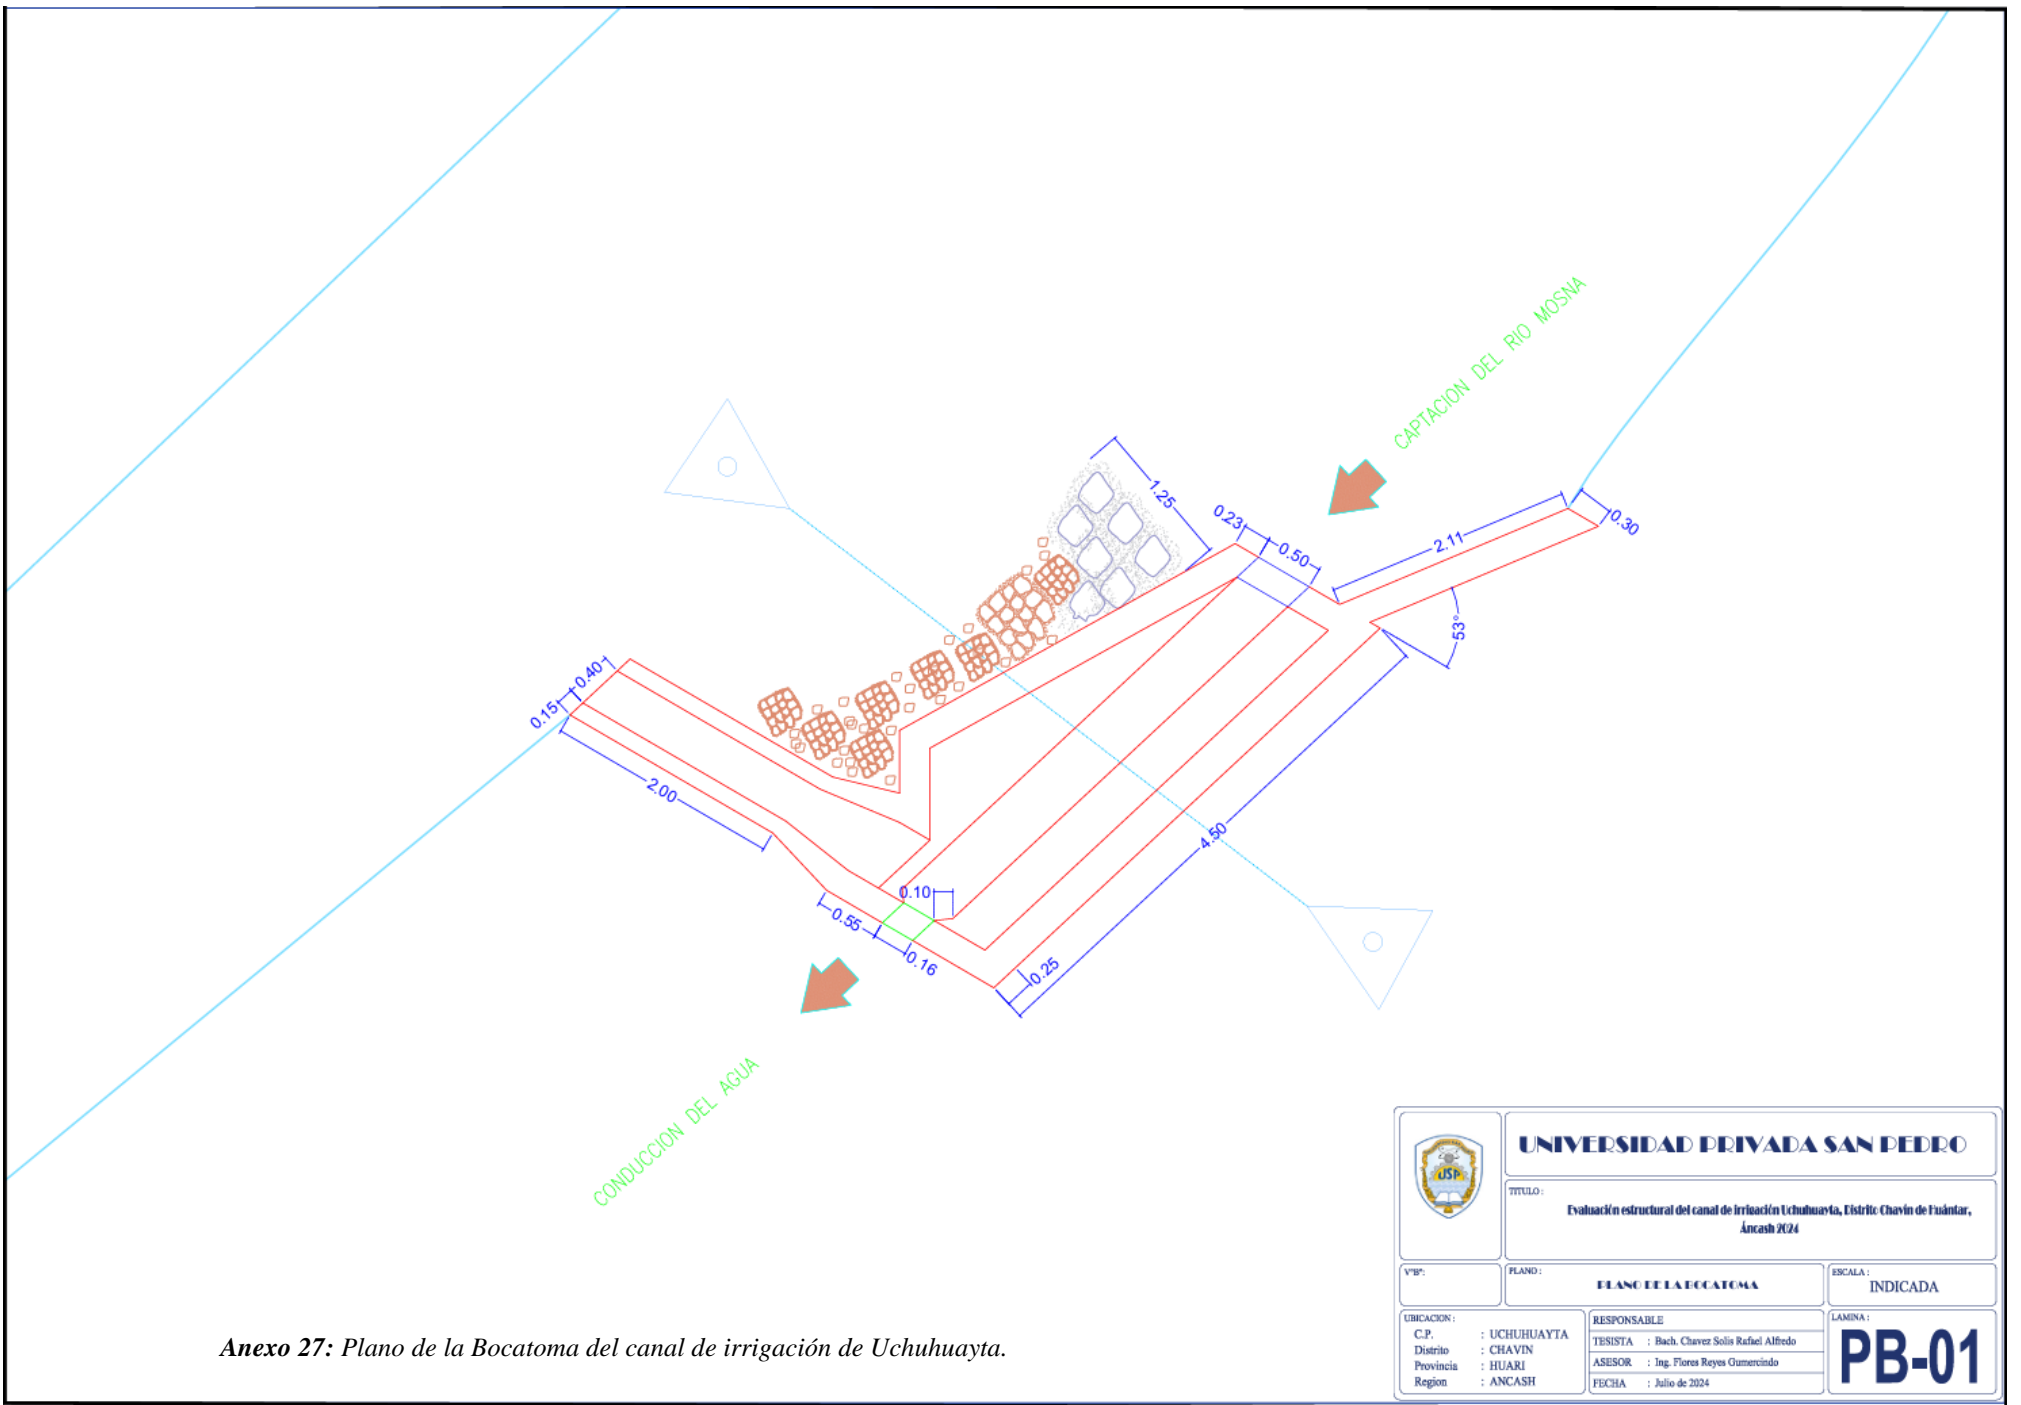 CAPTACION DEL RIO MOSNA
1.25
0.23
0.50
2.11
0.30
53°
0.40
0.15
2.00
4.50
0.10
0.55
0.16
0.25
CONDUCCION DEL AGUA
Anexo 27: Plano de la Bocatoma del canal de irrigación de Uchuhuayta.
USP
UNIVERSIDAD PRIVADA SAN PEDRO
TITULO :
Evaluación estructural del canal de irrigación Uchuhuayta, Distrito Chavín de Huántar,
Áncash 2024
V°B°:
PLANO :
PLANO DE LA BOCATOMA
ESCALA :
INDICADA
UBICACION :
C.P. : UCHUHUAYTA
Distrito : CHAVIN
Provincia : HUARI
Region : ANCASH
RESPONSABLE
TESISTA : Bach. Chavez Solis Rafael Alfredo
ASESOR : Ing. Flores Reyes Gumercindo
FECHA : Julio de 2024
LAMINA :
PB-01